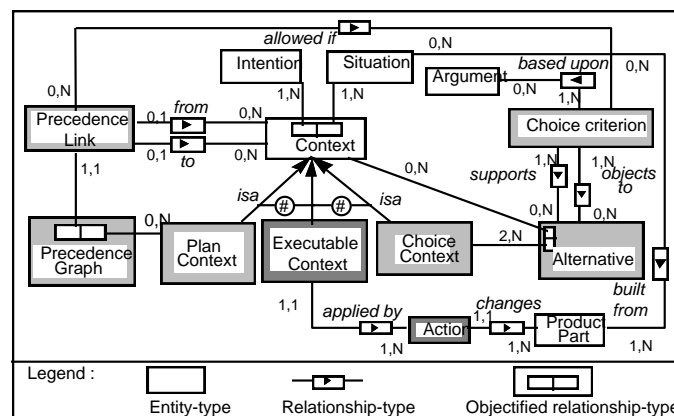 allowed if
0,N
Intention
Situation
based upon
Argument
0,N
0,N
1,N
1,N
0,N
1,N
Precedence
Link
0,1
from
0,N
0,1
to
0,N
Context
Choice criterion
0,N
supports
1,N
1,N
objects
to
1,1
isa
#
#
isa
0,N
0,N
0,N
Precedence
Graph
Plan
Context
Executable
Context
Choice
Context
2,N
Alternative
built
from
1,1
applied by
changes
1,N
Action
1,1
1,N
Product
Part
1,N
Legend :
Entity-type
Relationship-type
Objectified relationship-type